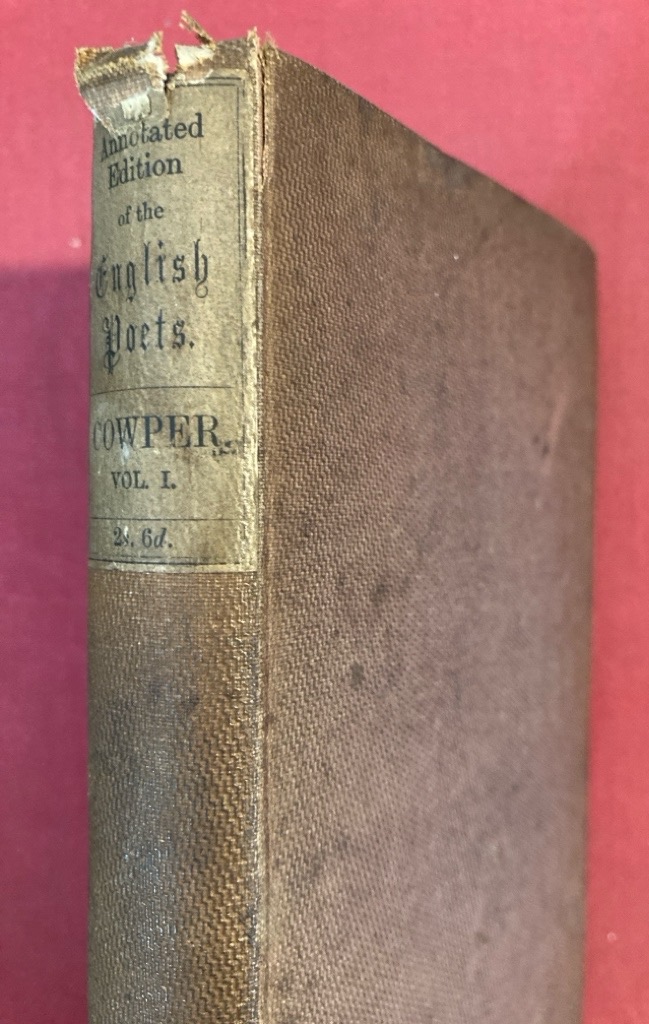 Annotated
Edition
of the
English
Poets.
COWPER.
VOL. I.
2s. 6d.